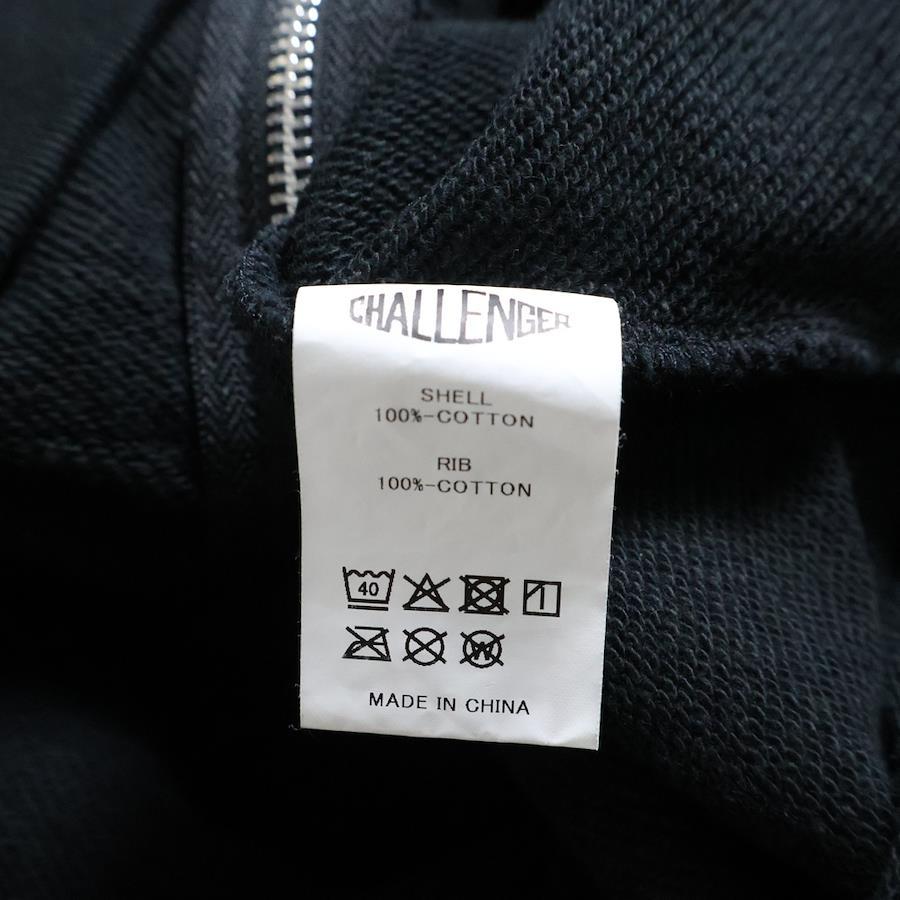 CHALLENGER
SHELL
100%-COTTON
RIB
100%-COTTON
40
W
MADE IN CHINA